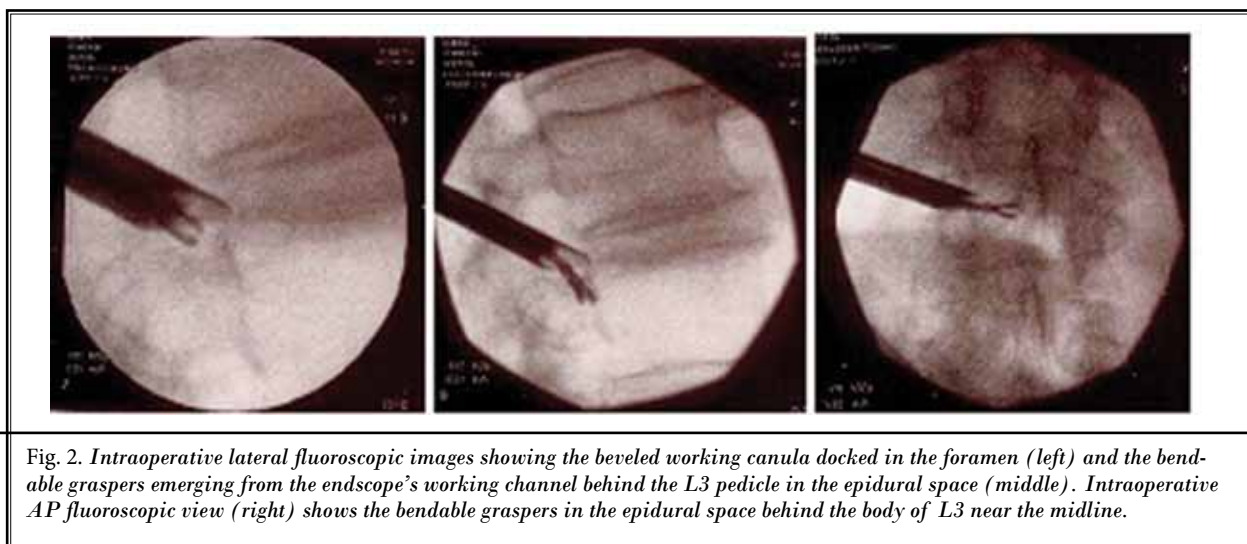 Fig. 2. Intraoperative lateral fluoroscopic images showing the beveled working canula docked in the foramen (left) and the bend-
able graspers emerging from the endscope's working channel behind the L3 pedicle in the epidural space (middle). Intraoperative
AP fluoroscopic view (right) shows the bendable graspers in the epidural space behind the body of L3 near the midline.